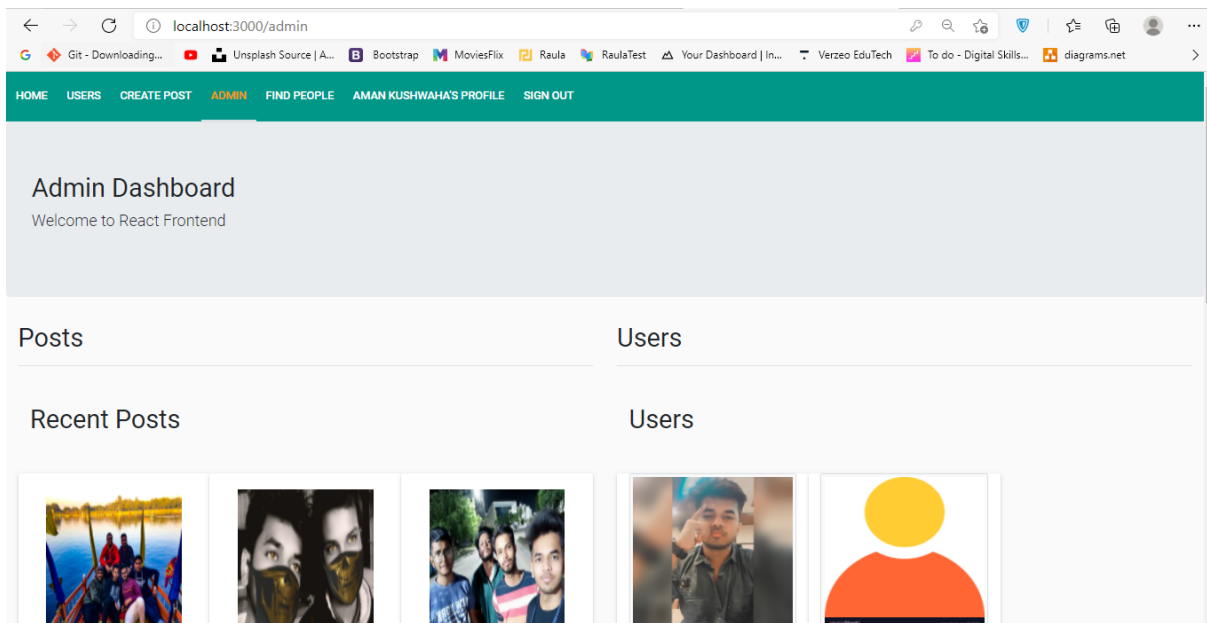 localhost:3000/admin
G Git - Downloading... Unsplash Source | A... B Bootstrap MoviesFlix Raula RaulaTest Your Dashboard | In... Verzeo EduTech To do - Digital Skills... diagrams.net
HOME USERS CREATE POST ADMIN FIND PEOPLE AMAN KUSHWAHA'S PROFILE SIGN OUT
Admin Dashboard
Welcome to React Frontend
Posts Users
Recent Posts Users